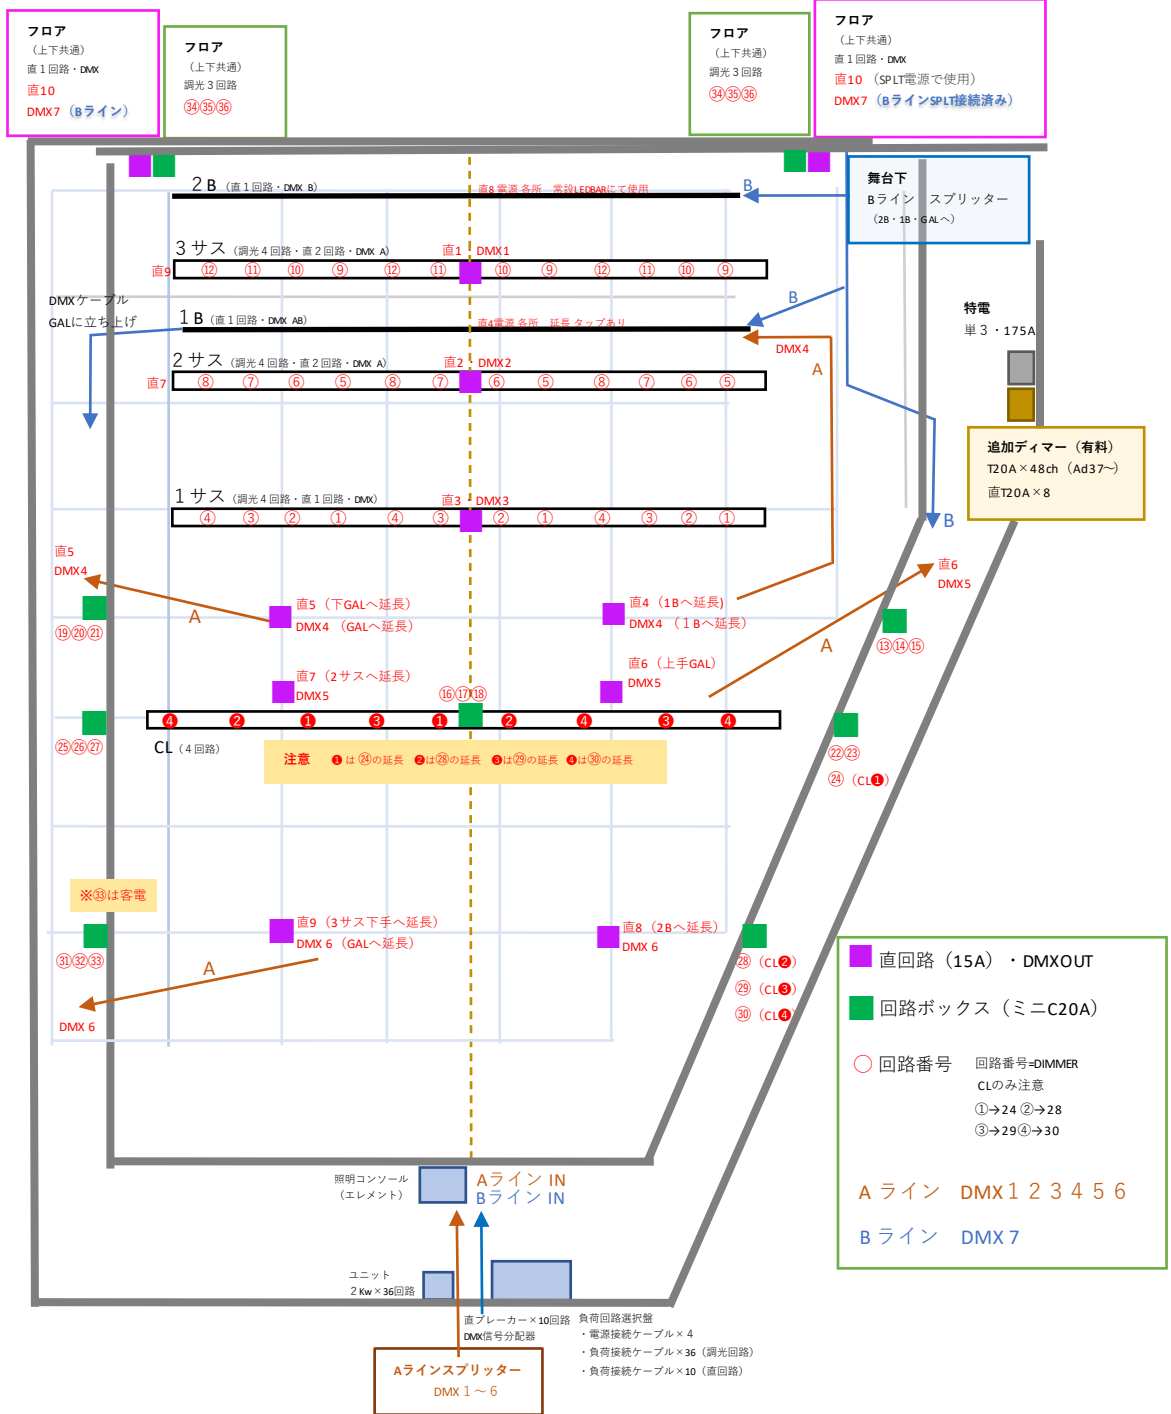 フロア
（上下共通）
直１回路・DMX
直10
DMX7（Bライン）
フロア
（上下共通）
調光３回路
㉞㉟㊱
フロア
（上下共通）
調光３回路
㉞㉟㊱
フロア
（上下共通）
直１回路・DMX
直10 （SPLT電源で使用）
DMX7（BラインSPLT接続済み）
舞台下
Bライン　スプリッター
（2B・1B・GALへ）
２B（直１回路・DMX B）
直8 電源 各所　常設LEDBARにて使用
B
３サス（調光４回路・直２回路・DMX A）
直1　DMX1
直9
⑫ ⑪ ⑩ ⑨ ⑫ ⑪ ⑩ ⑨ ⑫ ⑪ ⑩ ⑨
DMXケーブル
GALに立ち上げ
１B（直１回路・DMX AB）
直4電源 各所　延長 タップあり
B
DMX4
A
特電
単３・175A
２サス（調光４回路・直２回路・DMX A）
直2・DMX2
直7
⑧ ⑦ ⑥ ⑤ ⑧ ⑦ ⑥ ⑤ ⑧ ⑦ ⑥ ⑤
追加ディマー（有料）
T20A×48ch（Ad37～）
直T20A×8
１サス（調光４回路・直１回路・DMX）
直3・DMX3
④ ③ ② ① ④ ③ ② ① ④ ③ ② ①
B
直5
DMX4
A
直5（下GALへ延長）
DMX4（GALへ延長）
直4（1Bへ延長）
DMX4（１Bへ延長）
直6
DMX5
⑲⑳㉑
⑬⑭⑮
A
直7（2サスへ延長）
DMX5
⑯⑰⑱
直6（上手GAL）
DMX5
❹ ❷ ❶ ❸ ❶ ❷ ❹ ❸ ❹
CL（４回路）
㉕㉖㉗
㉒㉓
㉔（CL❶）
注意　❶は㉔の延長　❷は㉘の延長　❸は㉙の延長　❹は㉚の延長
※㉝は客電
㉛㉜㉝
直9（3サス下手へ延長）
DMX 6（GALへ延長）
A
DMX 6
直8（2Bへ延長）
DMX 6
㉘（CL❷）
㉙（CL❸）
㉚（CL❹）
直回路（15A）・DMXOUT
回路ボックス（ミニC20A）
〇 回路番号
回路番号=DIMMER
CLのみ注意
①→24 ②→28
③→29④→30
A ライン　DMX１２３４５６
B ライン　DMX 7
照明コンソール
（エレメント）
Aライン IN
Bライン IN
ユニット
２Kw×36回路
直ブレーカー×10回路
DMX信号分配器
負荷回路選択盤
・電源接続ケーブル×４
・負荷接続ケーブル×36（調光回路）
・負荷接続ケーブル×10（直回路）
Aラインスプリッター
DMX １～６